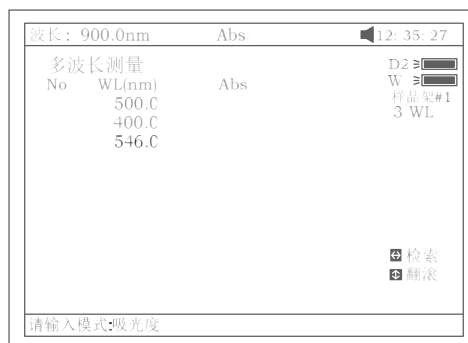 波长: 900.0nm Abs: 12: 35: 27
多波长测量
No WL(nm) Abs
500.0
400.0
546.0
D2
W
样品架#1
3 WL
检索
翻滚
请输入模式:吸光度